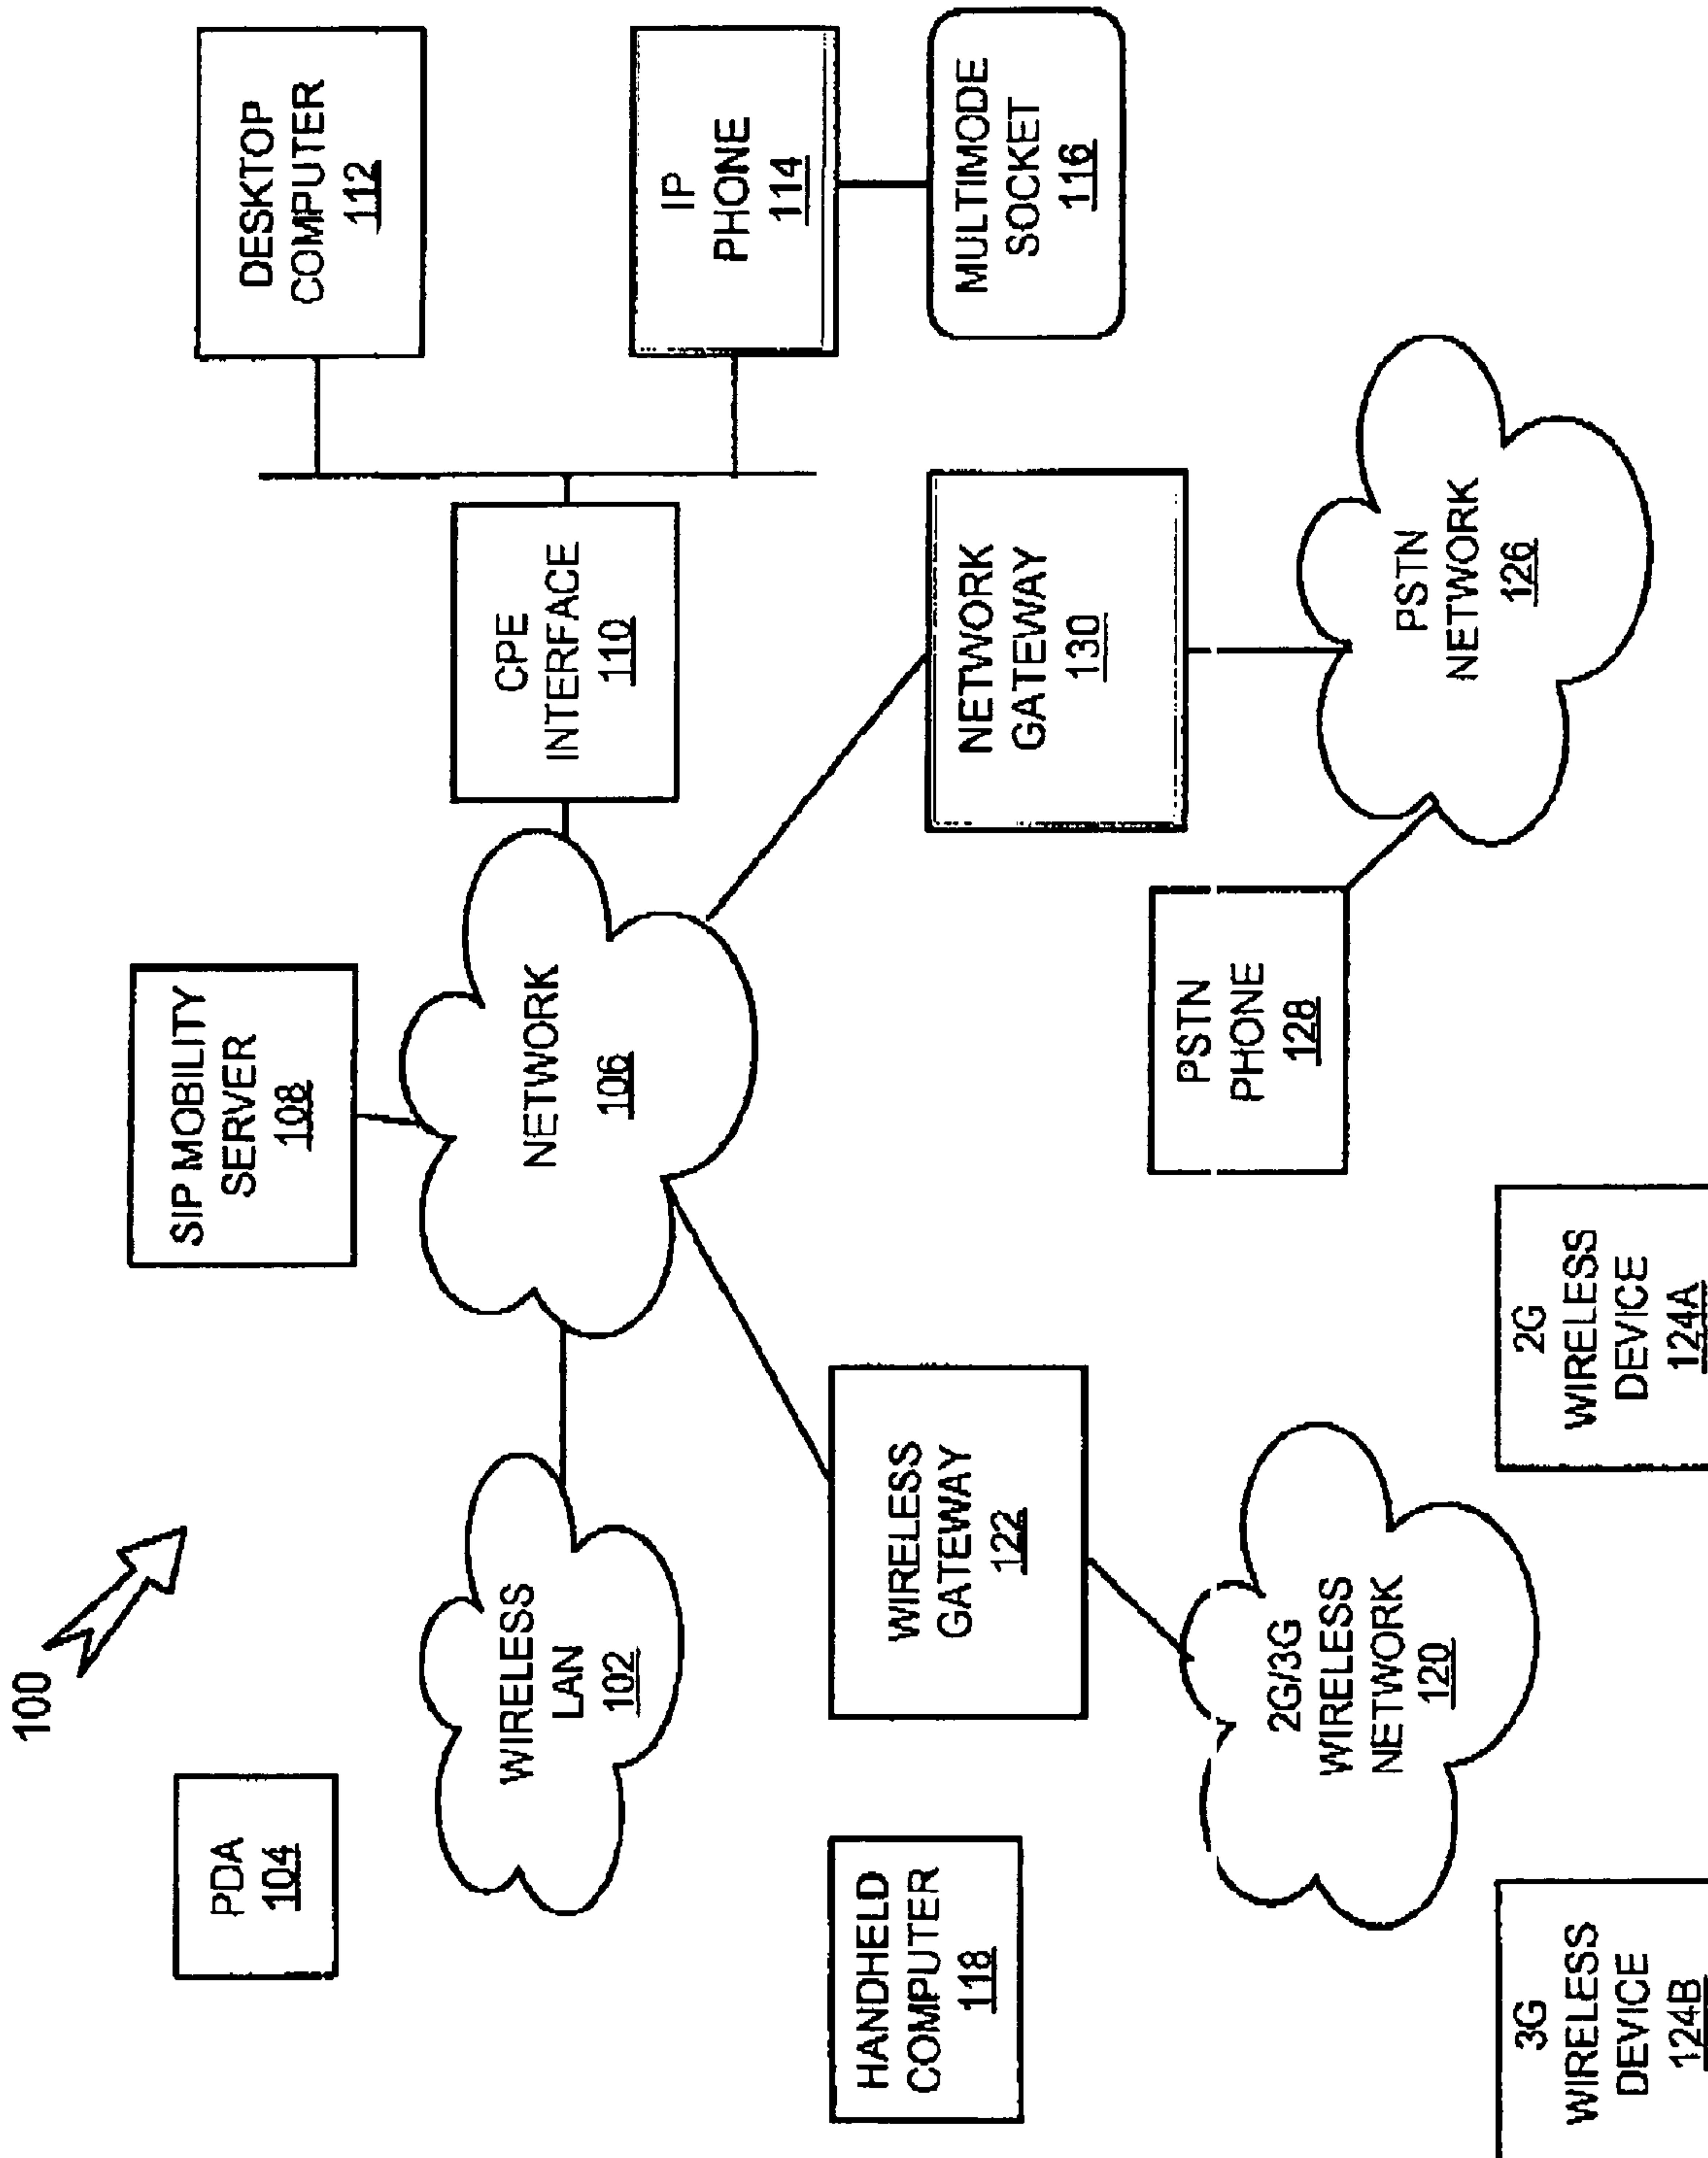 100
PDA
104
SIP MOBILITY
SERVER
108
DESKTOP
COMPUTER
112
WIRELESS
LAN
102
NETWORK
106
CPE
INTERFACE
110
IP
PHONE
114
MULTIMODE
SOCKET
116
HANDHELD
COMPUTER
118
WIRELESS
GATEWAY
122
NETWORK
GATEWAY
130
2G/3G
WIRELESS
NETWORK
120
PSTN
PHONE
128
PSTN
NETWORK
126
3G
WIRELESS
DEVICE
124B
2G
WIRELESS
DEVICE
124A